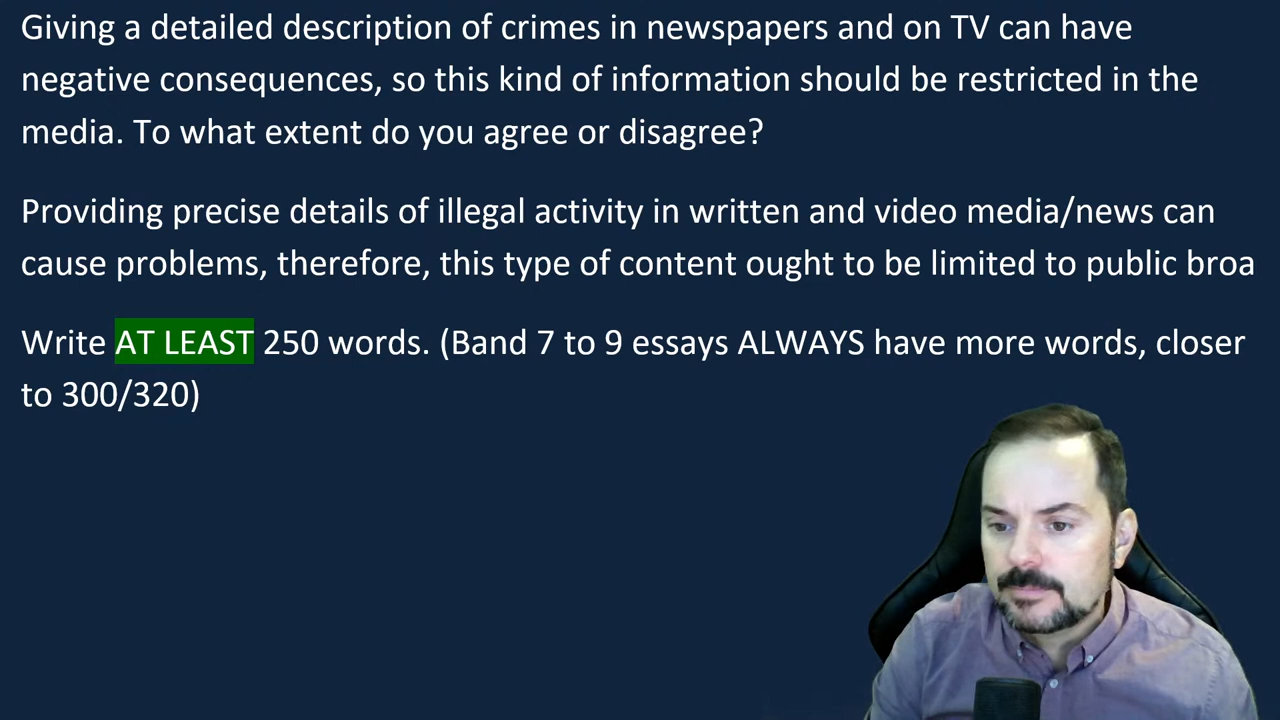 Giving a detailed description of crimes in newspapers and on TV can have
negative consequences, so this kind of information should be restricted in the
media. To what extent do you agree or disagree?
Providing precise details of illegal activity in written and video media/news can
cause problems, therefore, this type of content ought to be limited to public broa
Write AT LEAST 250 words. (Band 7 to 9 essays ALWAYS have more words, closer
to 300/320)